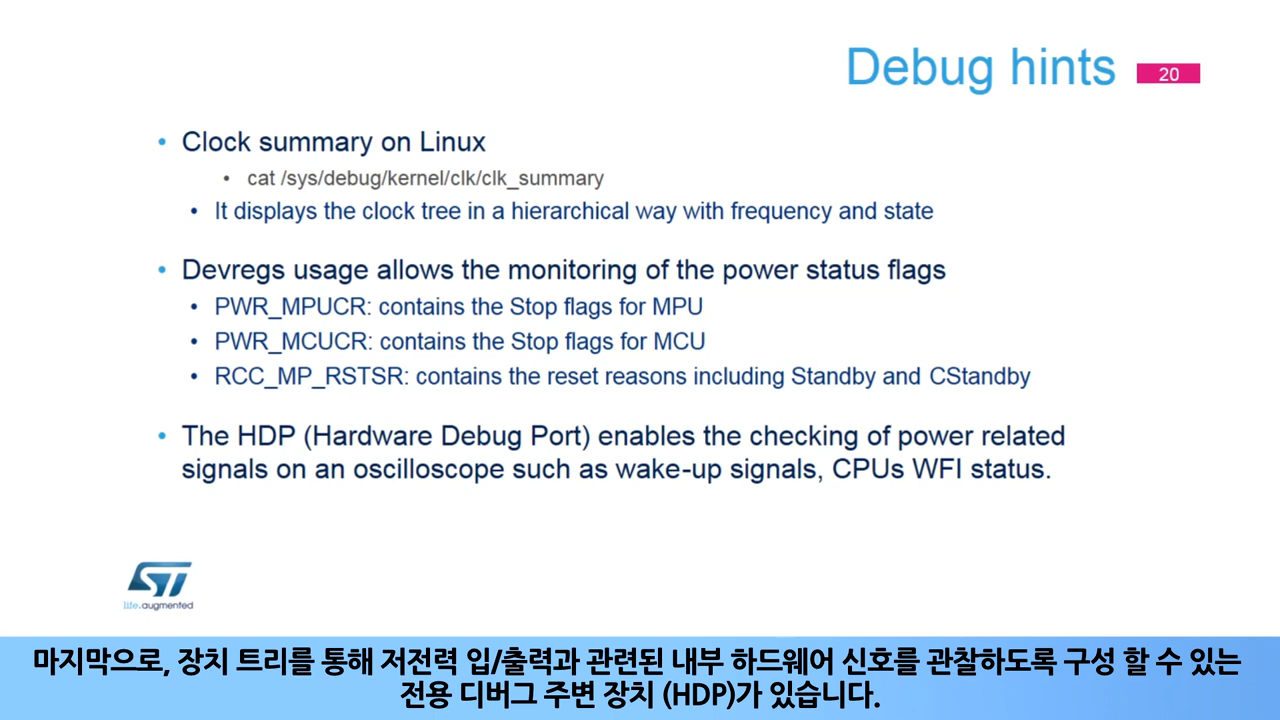 Debug hints
20
• Clock summary on Linux
• cat /sys/debug/kernel/clk/clk_summary
• It displays the clock tree in a hierarchical way with frequency and state
• Devregs usage allows the monitoring of the power status flags
• PWR_MPUCR: contains the Stop flags for MPU
• PWR_MCUCR: contains the Stop flags for MCU
• RCC_MP_RSTSR: contains the reset reasons including Standby and CStandby
• The HDP (Hardware Debug Port) enables the checking of power related
signals on an oscilloscope such as wake-up signals, CPUs WFI status.
ST
life.augmented
마지막으로, 장치 트리를 통해 저전력 입/출력과 관련된 내부 하드웨어 신호를 관찰하도록 구성 할 수 있는
전용 디버그 주변 장치 (HDP)가 있습니다.